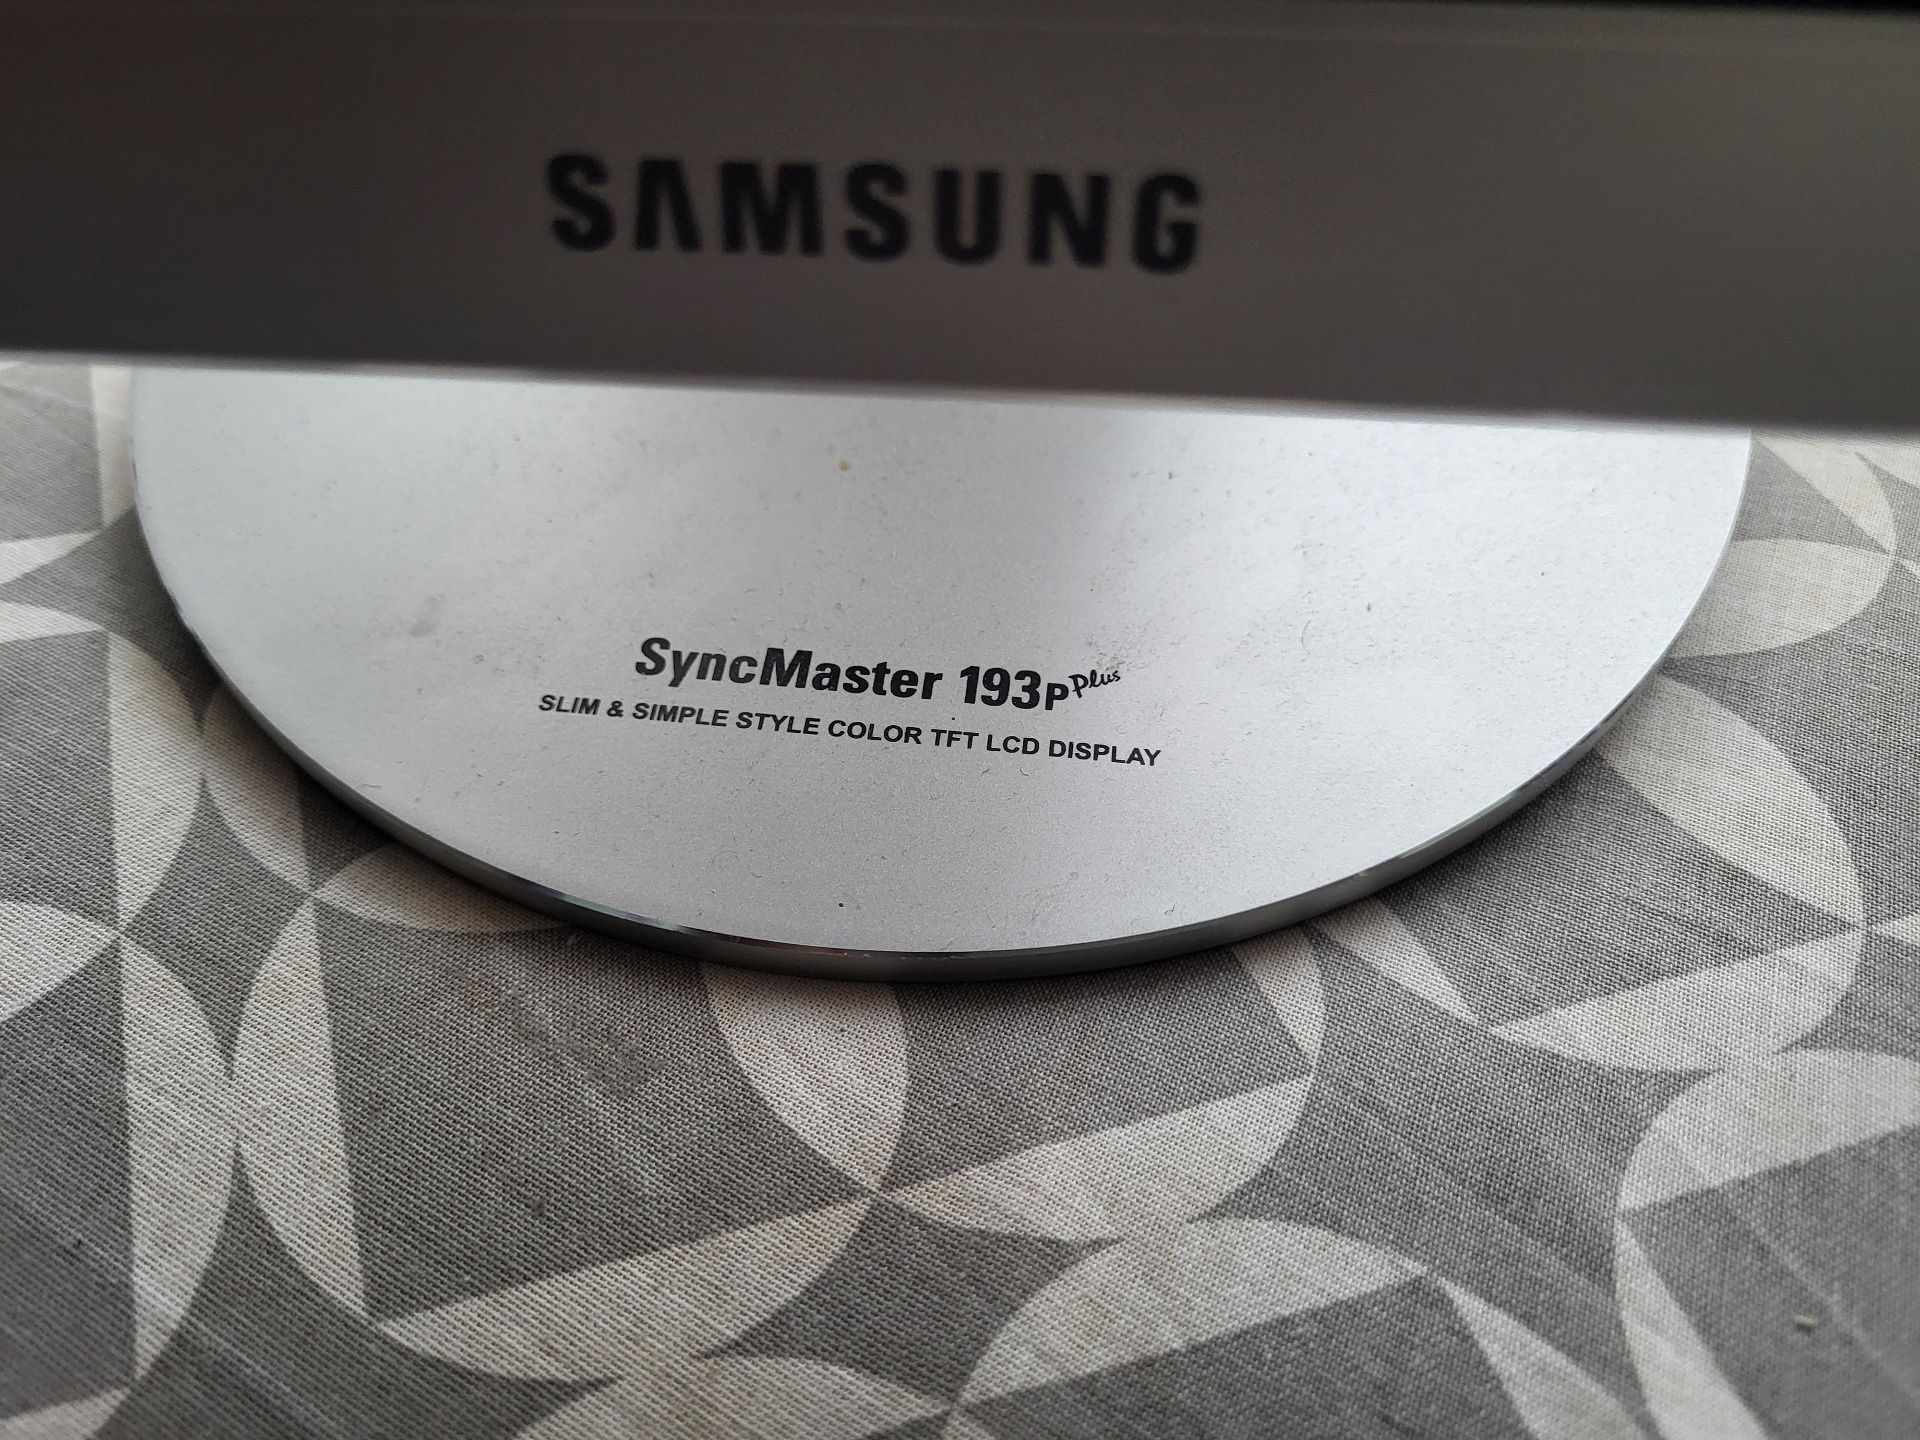 SAMSUNG
SyncMaster 193P Plus
SLIM & SIMPLE STYLE COLOR TFT LCD DISPLAY